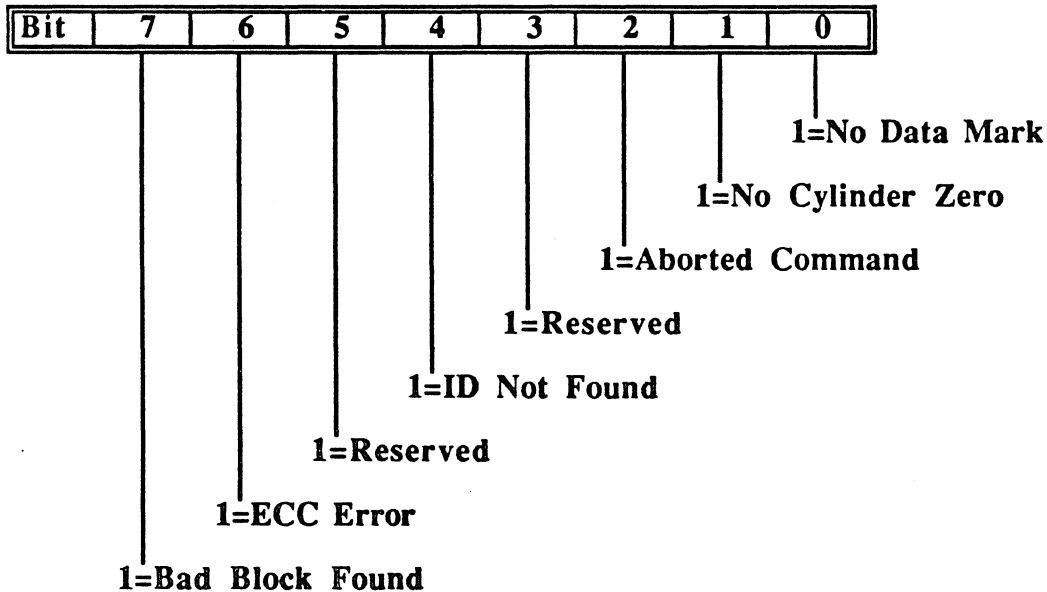 Bit 7 6 5 4 3 2 1 0
1=No Data Mark
1=No Cylinder Zero
1=Aborted Command
1=Reserved
1=ID Not Found
1=Reserved
1=ECC Error
1=Bad Block Found